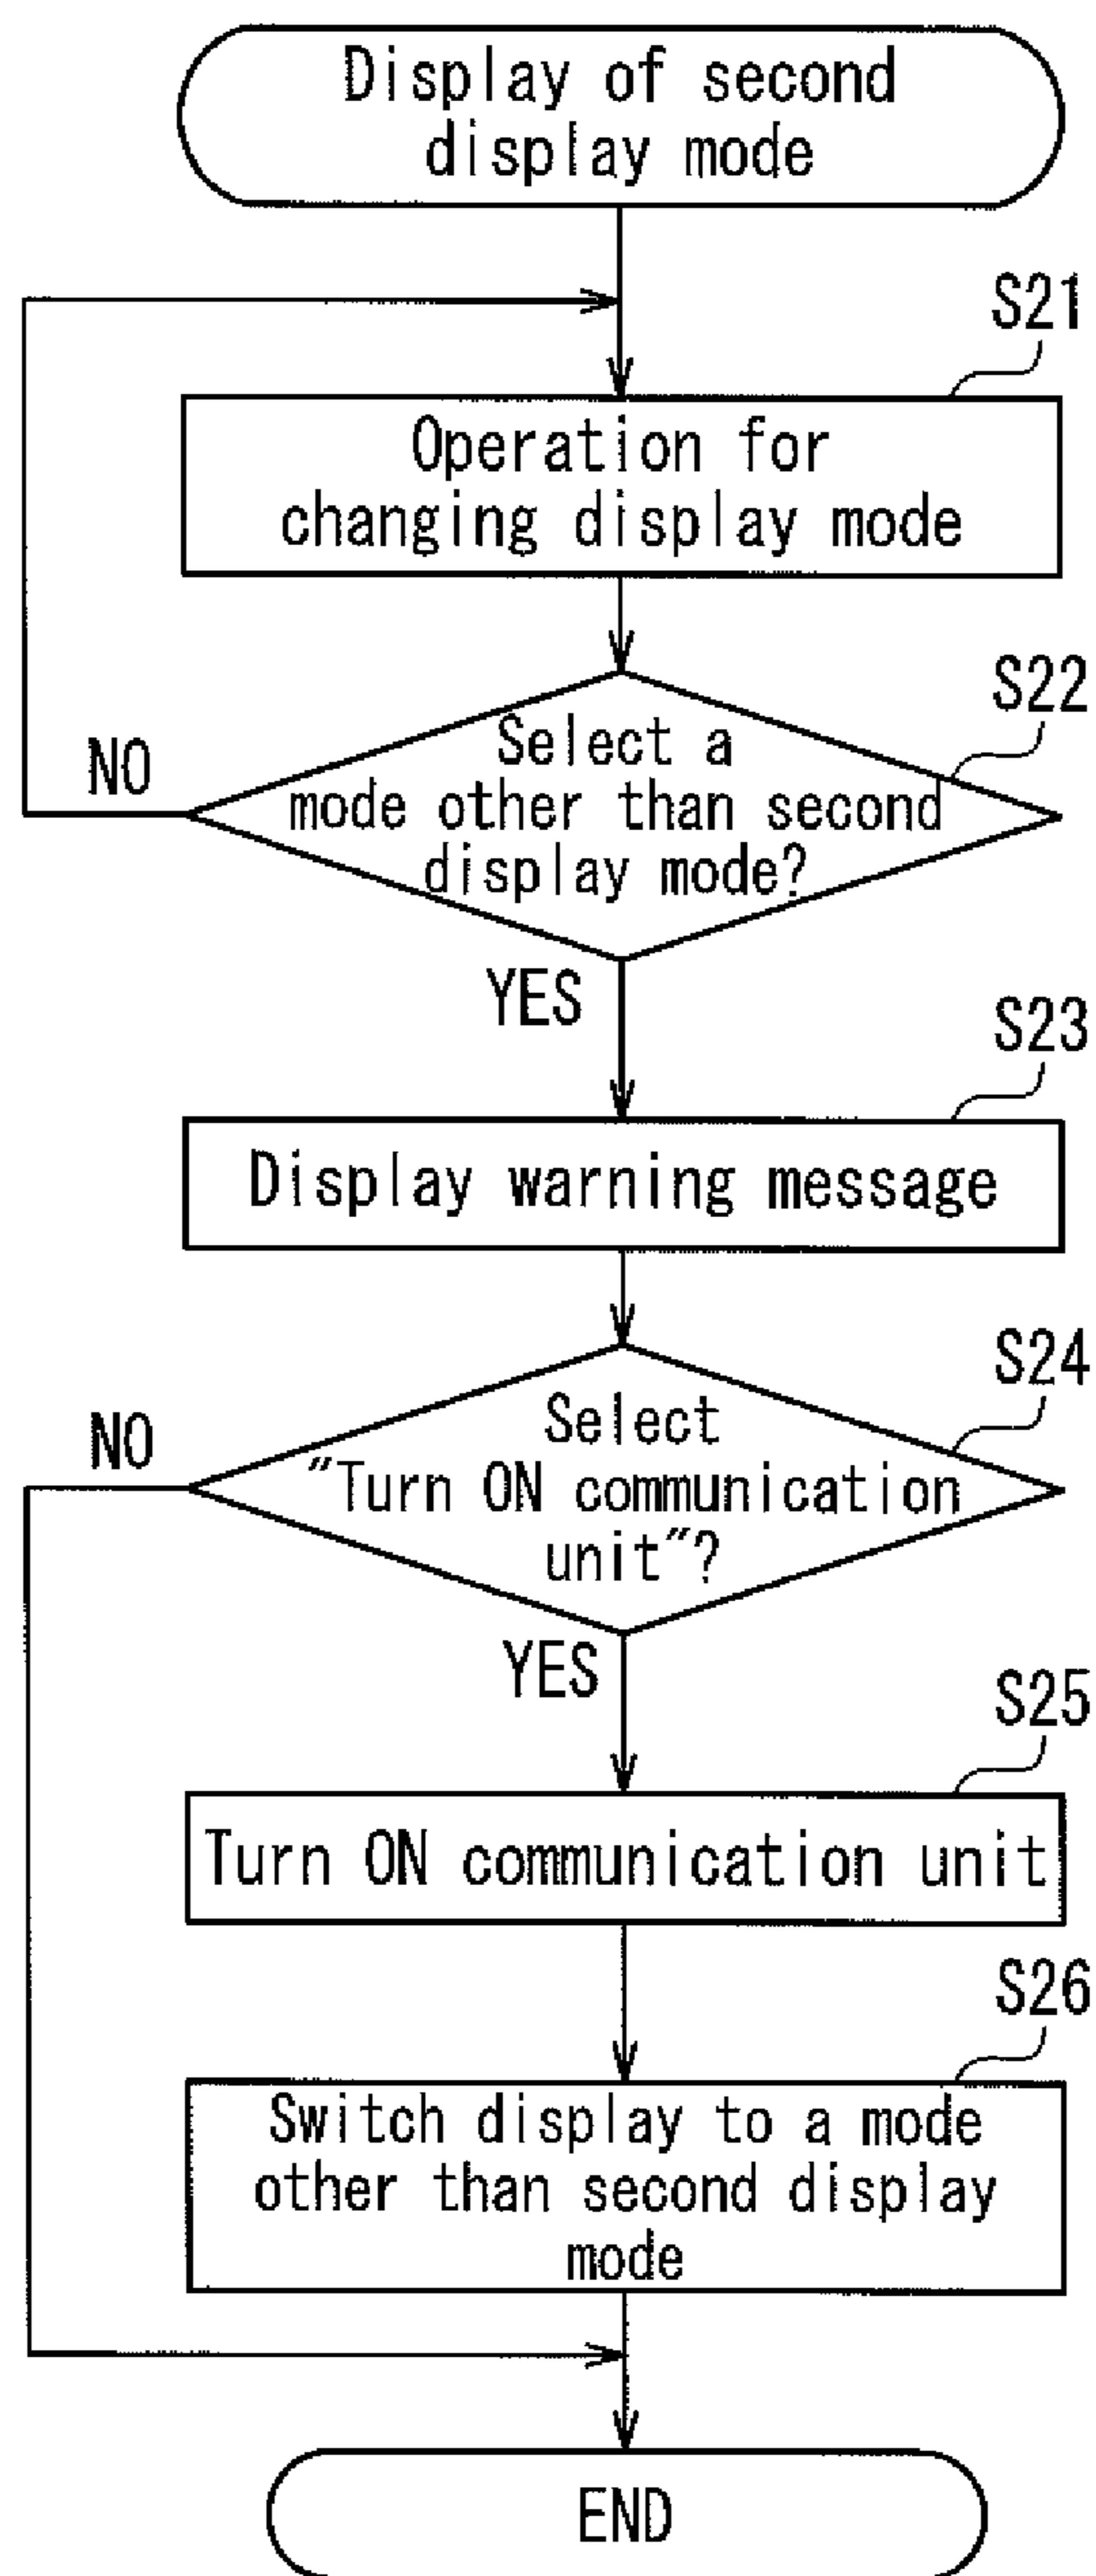 Display of second
display mode
S21
Operation for
changing display mode
S22
Select a
mode other than second
display mode?
NO
YES
S23
Display warning message
S24
Select
"Turn ON communication
unit"?
NO
YES
S25
Turn ON communication unit
S26
Switch display to a mode
other than second display
mode
END